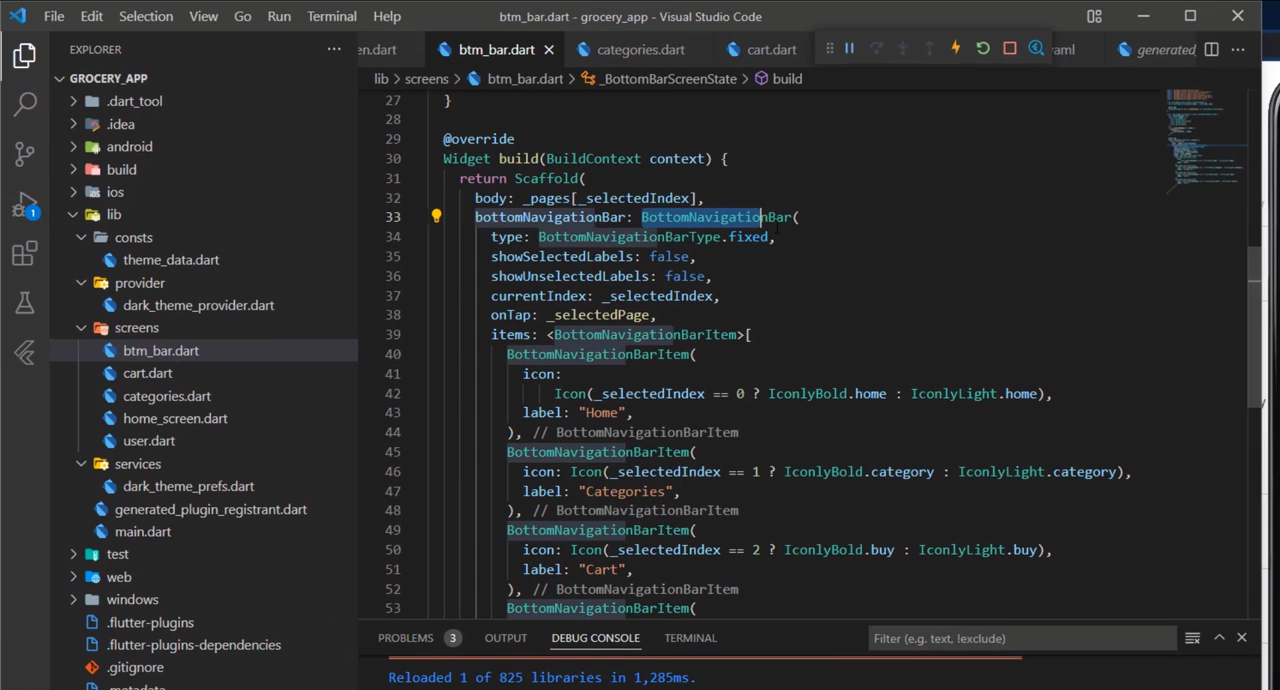 File Edit Selection View Go Run Terminal Help
btm_bar.dart - grocery_app - Visual Studio Code
EXPLORER
en.dart btm_bar.dart categories.dart cart.dart aml generated_
GROCERY_APP
lib > screens > btm_bar.dart > _BottomBarScreenState > build
.dart_tool
.idea
android
build
ios
1
lib
consts
theme_data.dart
provider
dark_theme_provider.dart
screens
btm_bar.dart
cart.dart
categories.dart
home_screen.dart
user.dart
services
dark_theme_prefs.dart
generated_plugin_registrant.dart
main.dart
test
web
windows
.flutter-plugins
.flutter-plugins-dependencies
.gitignore
.metadata
27 }
28
29 @override
30 Widget build(BuildContext context) {
31 return Scaffold(
32 body: _pages[_selectedIndex],
33 bottomNavigationBar: BottomNavigationBar(
34 type: BottomNavigationBarType.fixed,
35 showSelectedLabels: false,
36 showUnselectedLabels: false,
37 currentIndex: _selectedIndex,
38 onTap: _selectedPage,
39 items: <BottomNavigationBarItem>[
40 BottomNavigationBarItem(
41 icon:
42 Icon(_selectedIndex == 0 ? IconlyBold.home : IconlyLight.home),
43 label: "Home",
44 ), // BottomNavigationBarItem
45 BottomNavigationBarItem(
46 icon: Icon(_selectedIndex == 1 ? IconlyBold.category : IconlyLight.category),
47 label: "Categories",
48 ), // BottomNavigationBarItem
49 BottomNavigationBarItem(
50 icon: Icon(_selectedIndex == 2 ? IconlyBold.buy : IconlyLight.buy),
51 label: "Cart",
52 ), // BottomNavigationBarItem
53 BottomNavigationBarItem(
PROBLEMS 3 OUTPUT DEBUG CONSOLE TERMINAL Filter (e.g. text, !exclude)
Reloaded 1 of 825 libraries in 1,285ms.